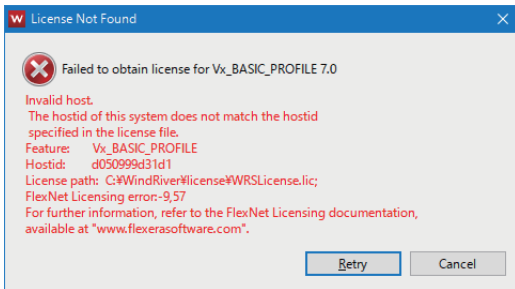 W License Not Found
Failed to obtain license for Vx_BASIC_PROFILE 7.0
Invalid host.
The hostid of this system does not match the hostid
specified in the license file.
Feature: Vx_BASIC_PROFILE
Hostid: d050999d31d1
License path: C:¥WindRiver¥license¥WRSLicense.lic;
FlexNet Licensing error:-9,57
For further information, refer to the FlexNet Licensing documentation,
available at "www.flexerasoftware.com".
Retry Cancel